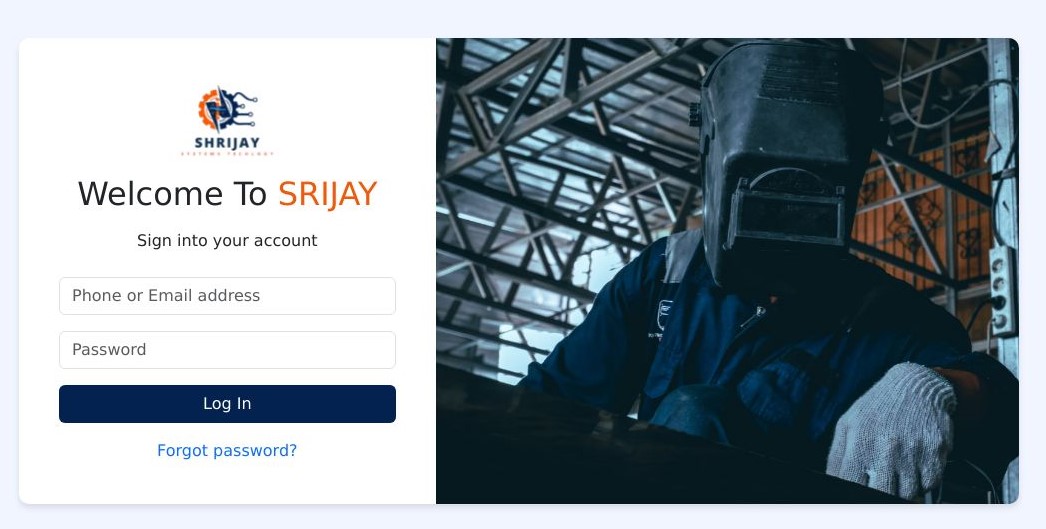 SHRIJAY
Welcome To SRIJAY
Sign into your account
Phone or Email address
Password
Log In
Forgot password?